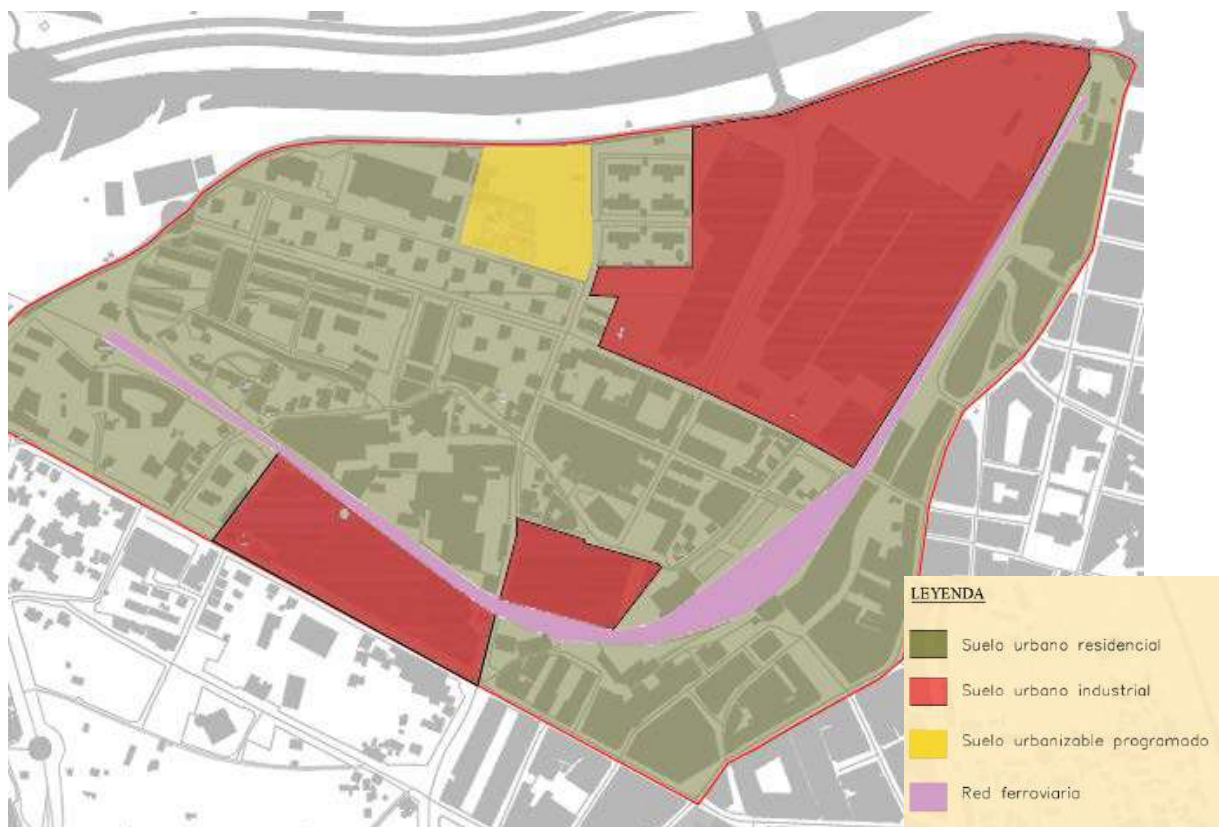 LEYENDA
Suelo urbano residencial
Suelo urbano industrial
Suelo urbanizable programado
Red ferroviaria